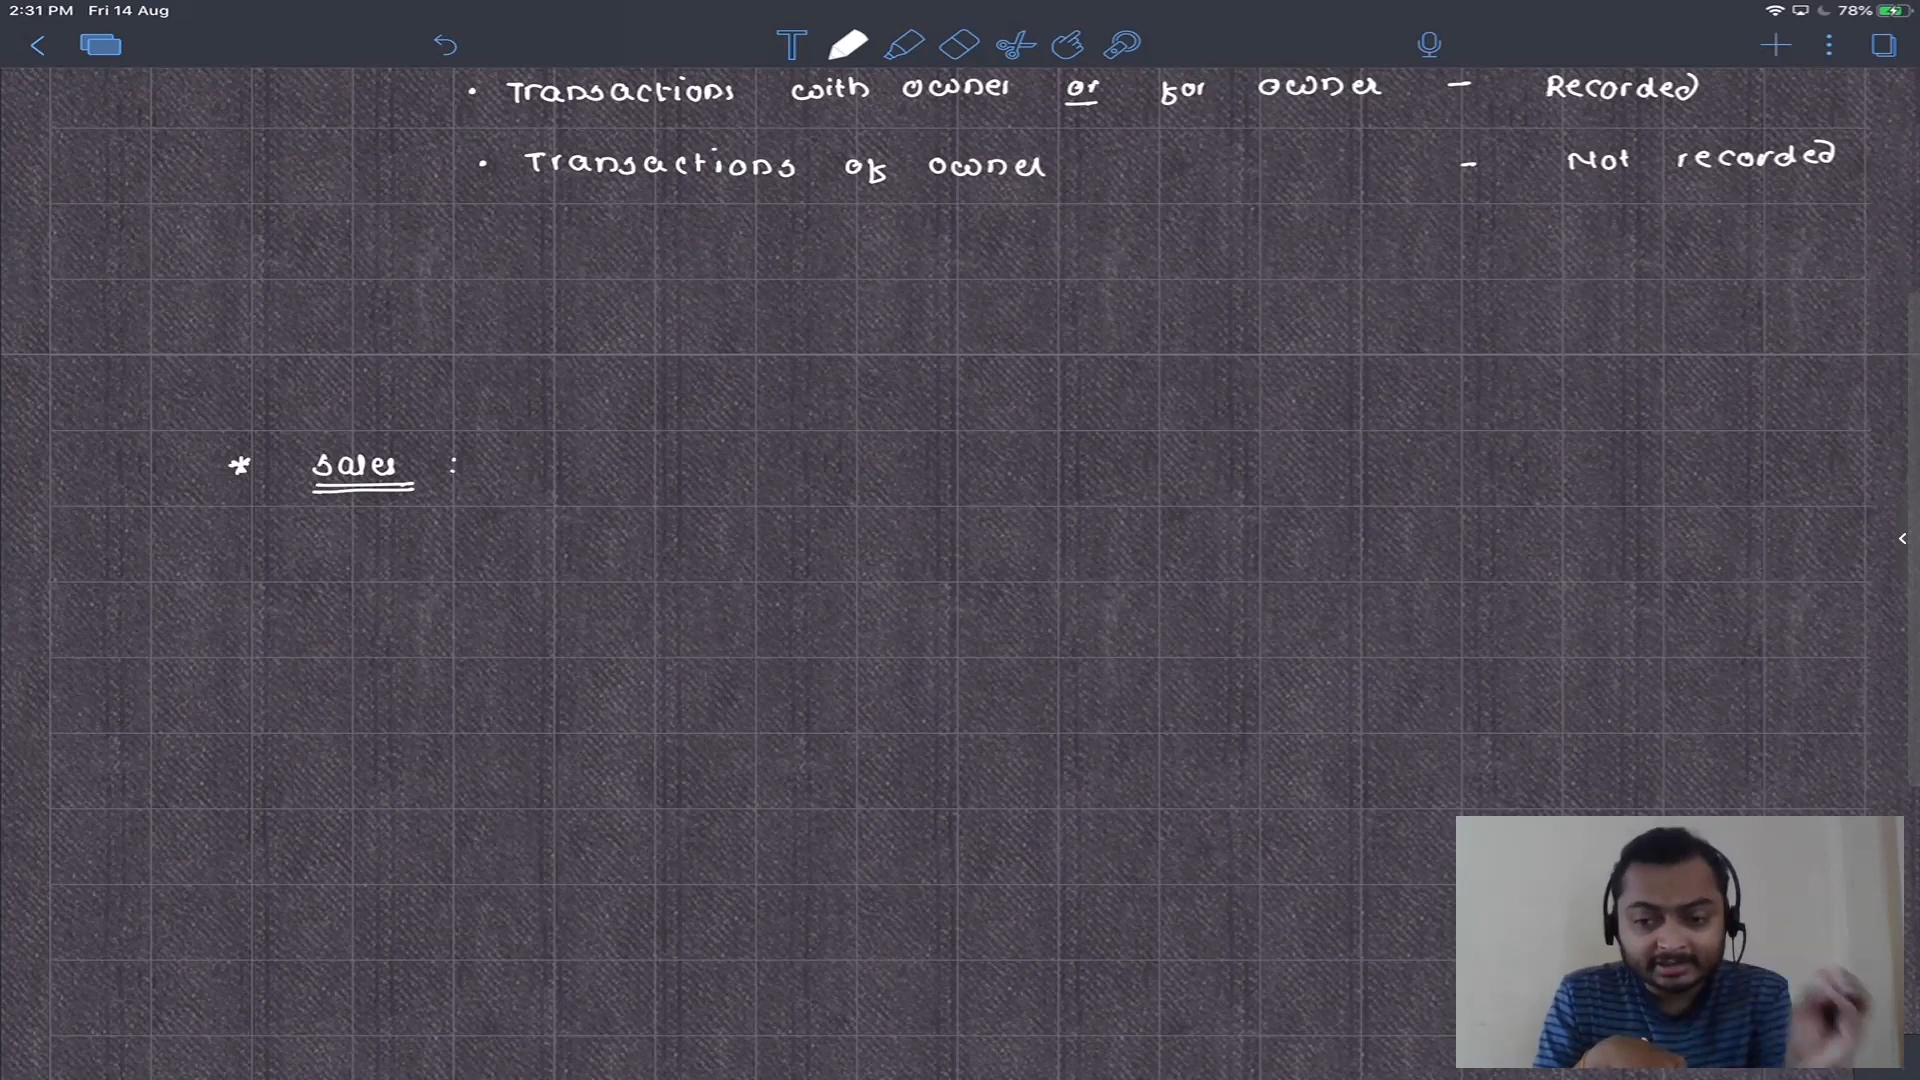 2:31 PM Fri 14 Aug 78%
T
• Transactions with owner or for owner - Recorded
• Transactions of owner - Not recorded
* Sales :